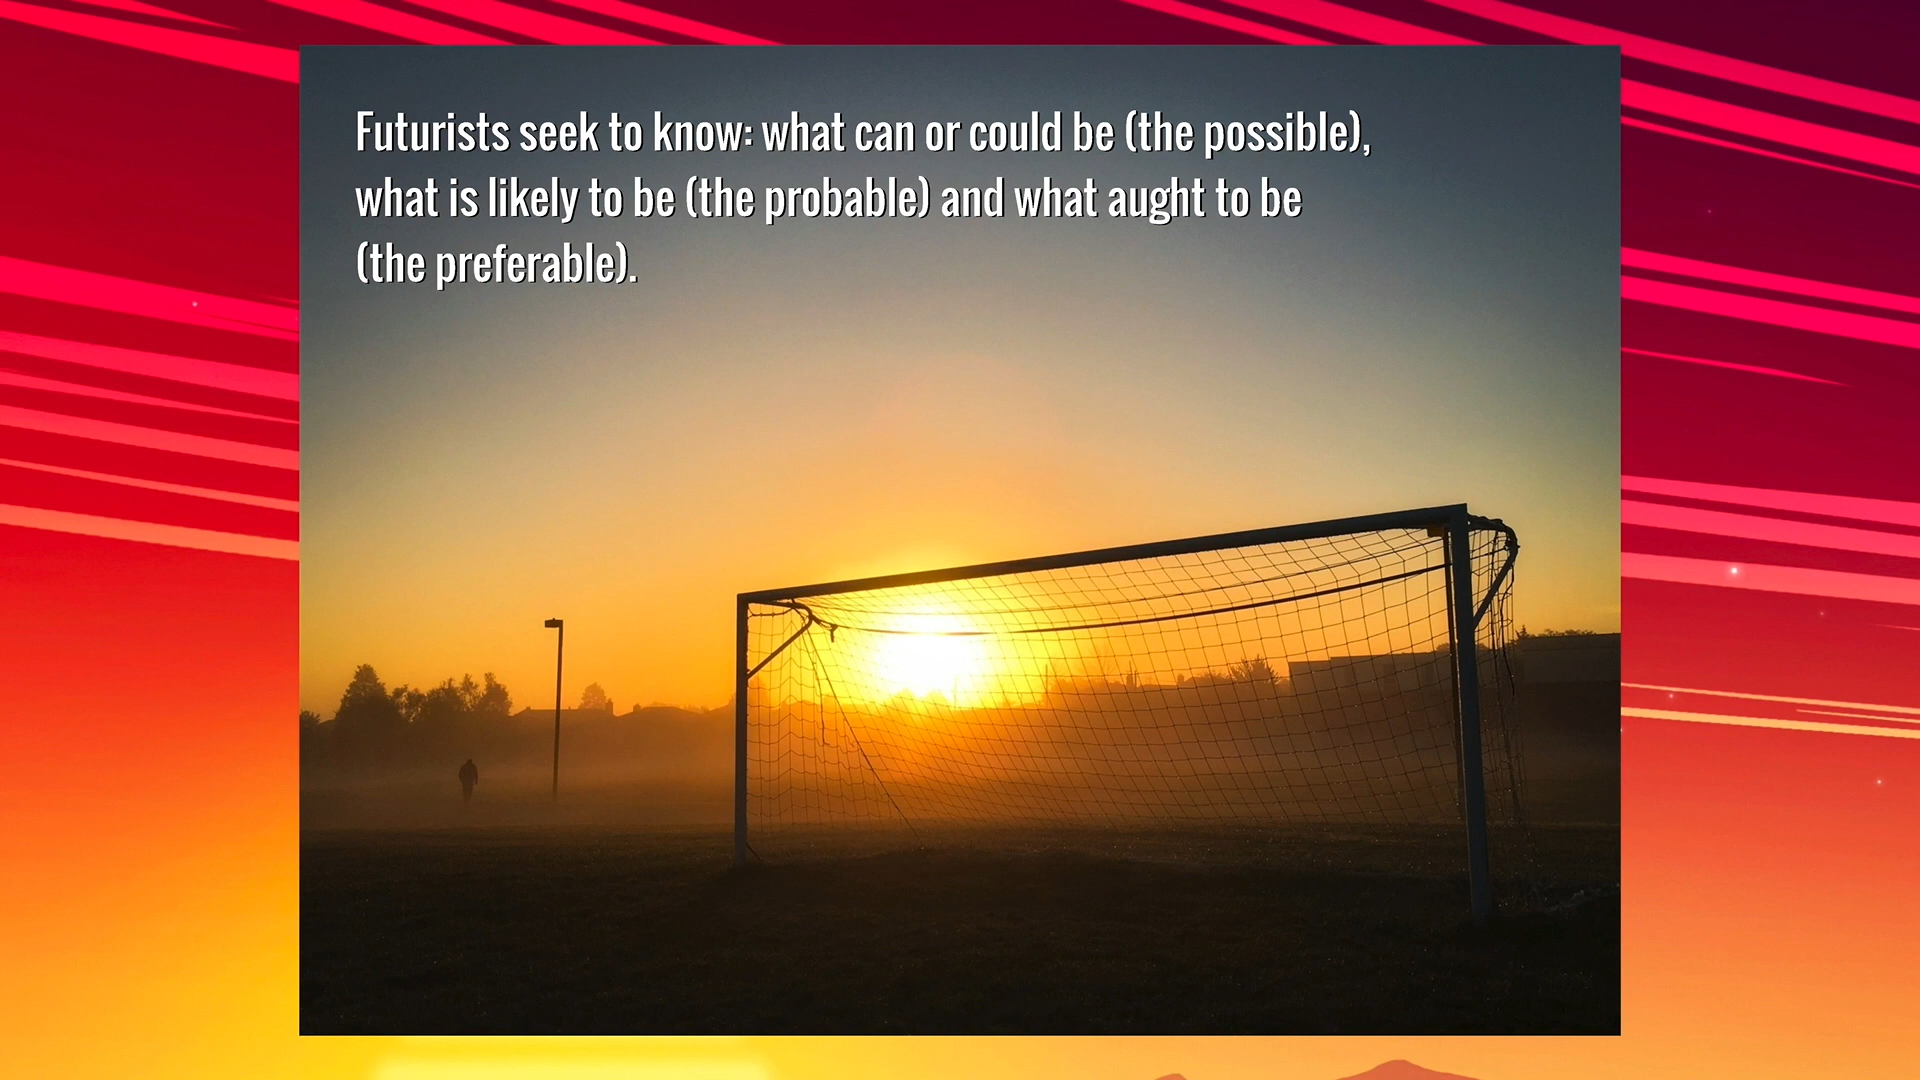 Futurists seek to know: what can or could be (the possible),
what is likely to be (the probable) and what aught to be
(the preferable).